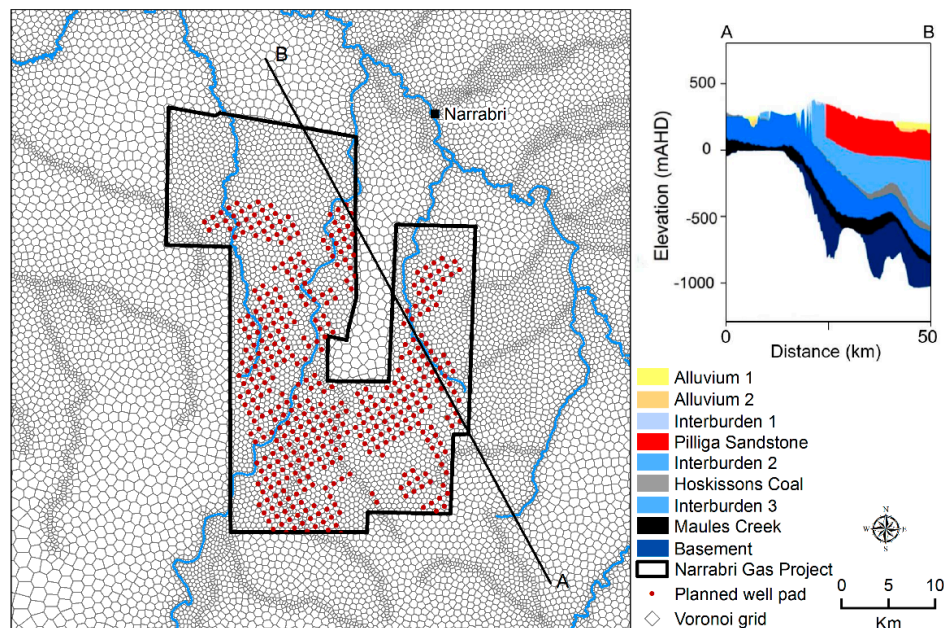 B
Narrabri
A
A
B
500
0
-500
-1000
Elevation (mAHD)
0
50
Distance (km)
Alluvium 1
Alluvium 2
Interburden 1
Pilliga Sandstone
Interburden 2
Hoskissons Coal
Interburden 3
Maules Creek
Basement
Narrabri Gas Project
Planned well pad
Voronoi grid
N
W
E
S
0
5
10
Km